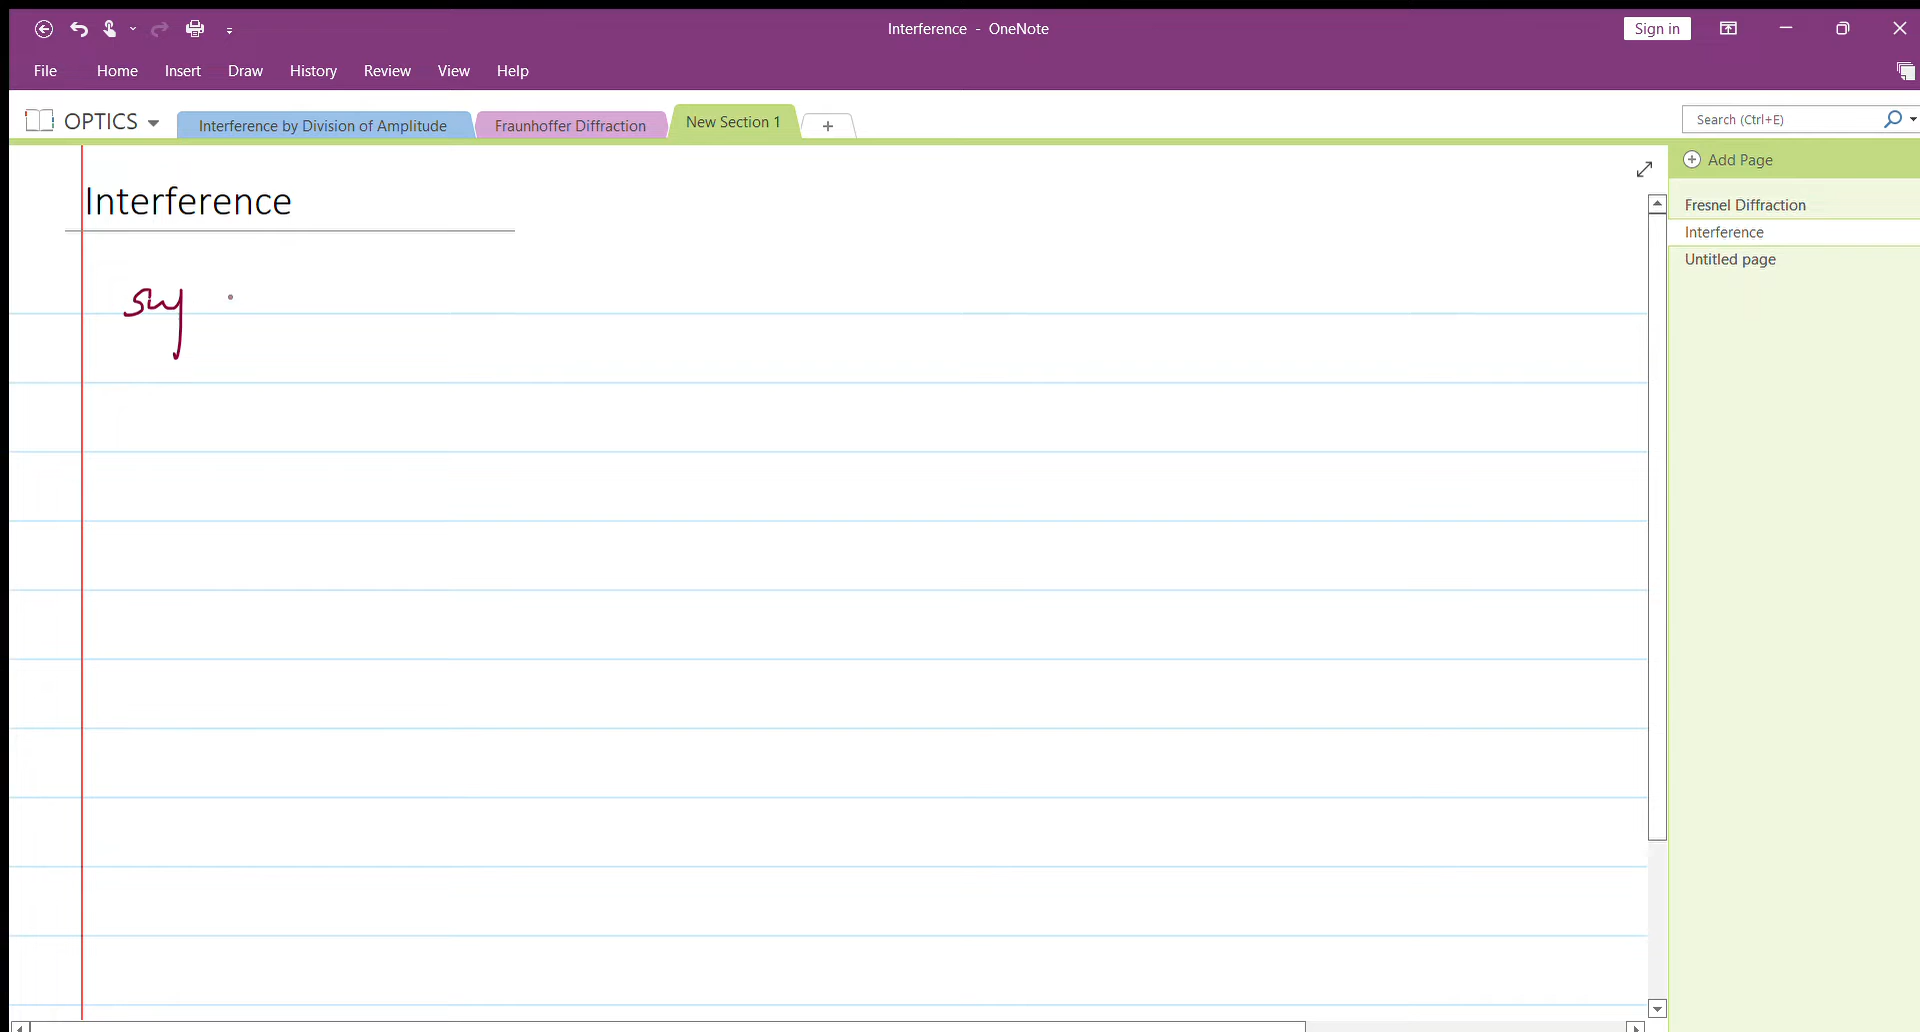 Interference - OneNote
Sign in
File Home Insert Draw History Review View Help
OPTICS Interference by Division of Amplitude Fraunhoffer Diffraction New Section 1 +
Search (Ctrl+E)
Add Page
Interference
Fresnel Diffraction
Interference
Untitled page